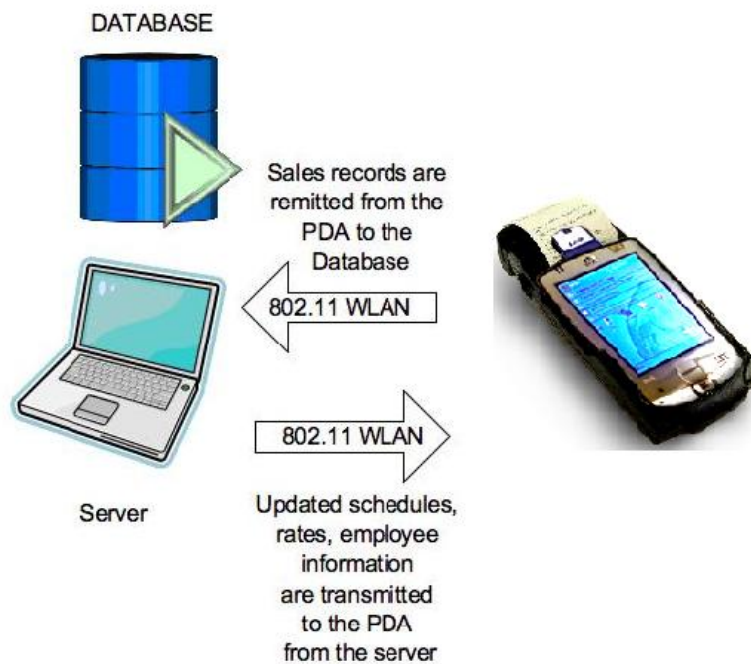 DATABASE
Sales records are
remitted from the
PDA to the
Database
802.11 WLAN
802.11 WLAN
Server
Updated schedules,
rates, employee
information
are transmitted
to the PDA
from the server